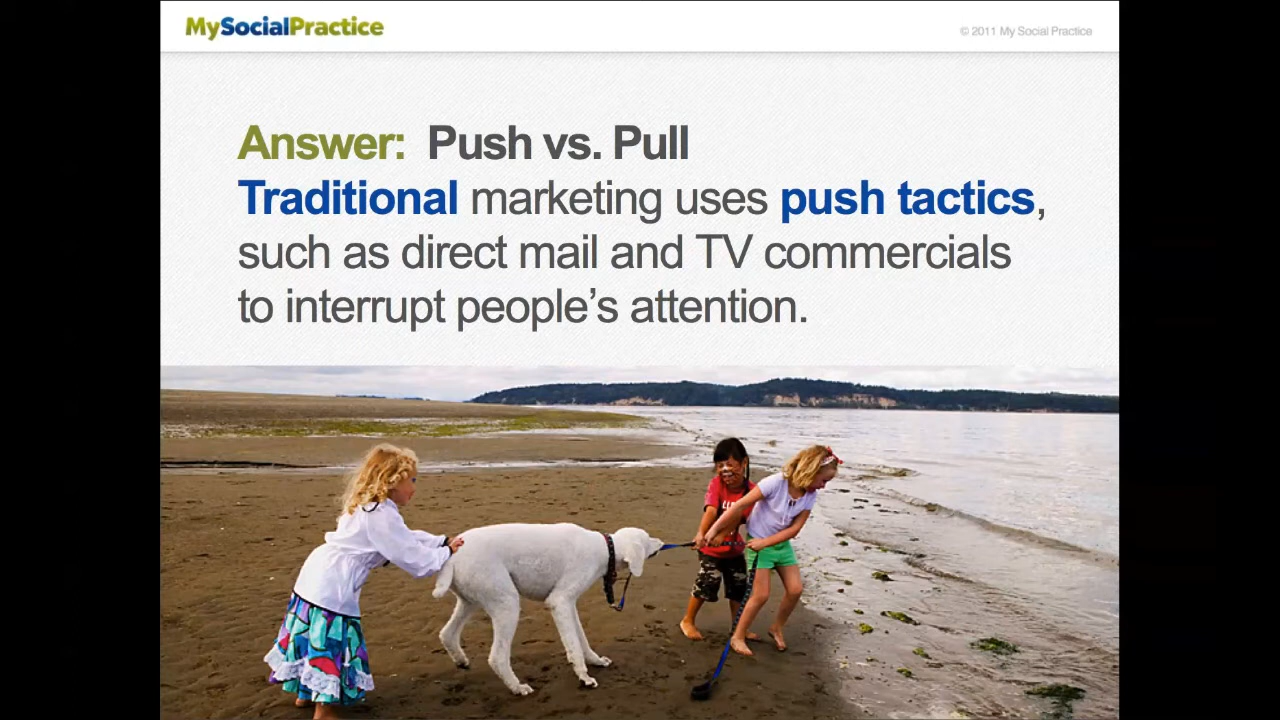 MySocialPractice
© 2011 My Social Practice
Answer: Push vs. Pull
Traditional marketing uses push tactics,
such as direct mail and TV commercials
to interrupt people’s attention.